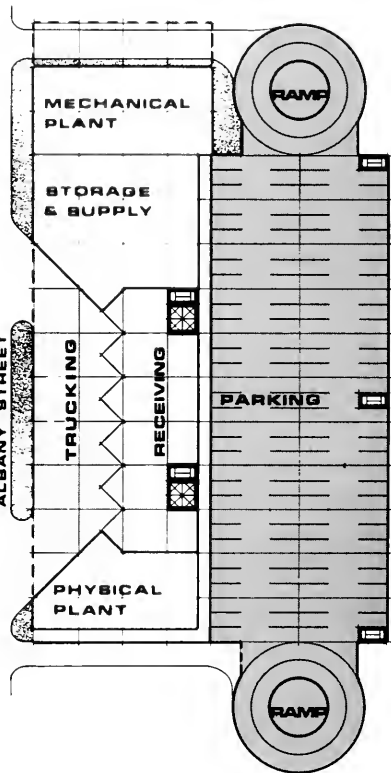 RAMP
MECHANICAL
PLANT
STORAGE
& SUPPLY
ALBANY STREET
TRUCKING
RECEIVING
PARKING
PHYSICAL
PLANT
RAMP